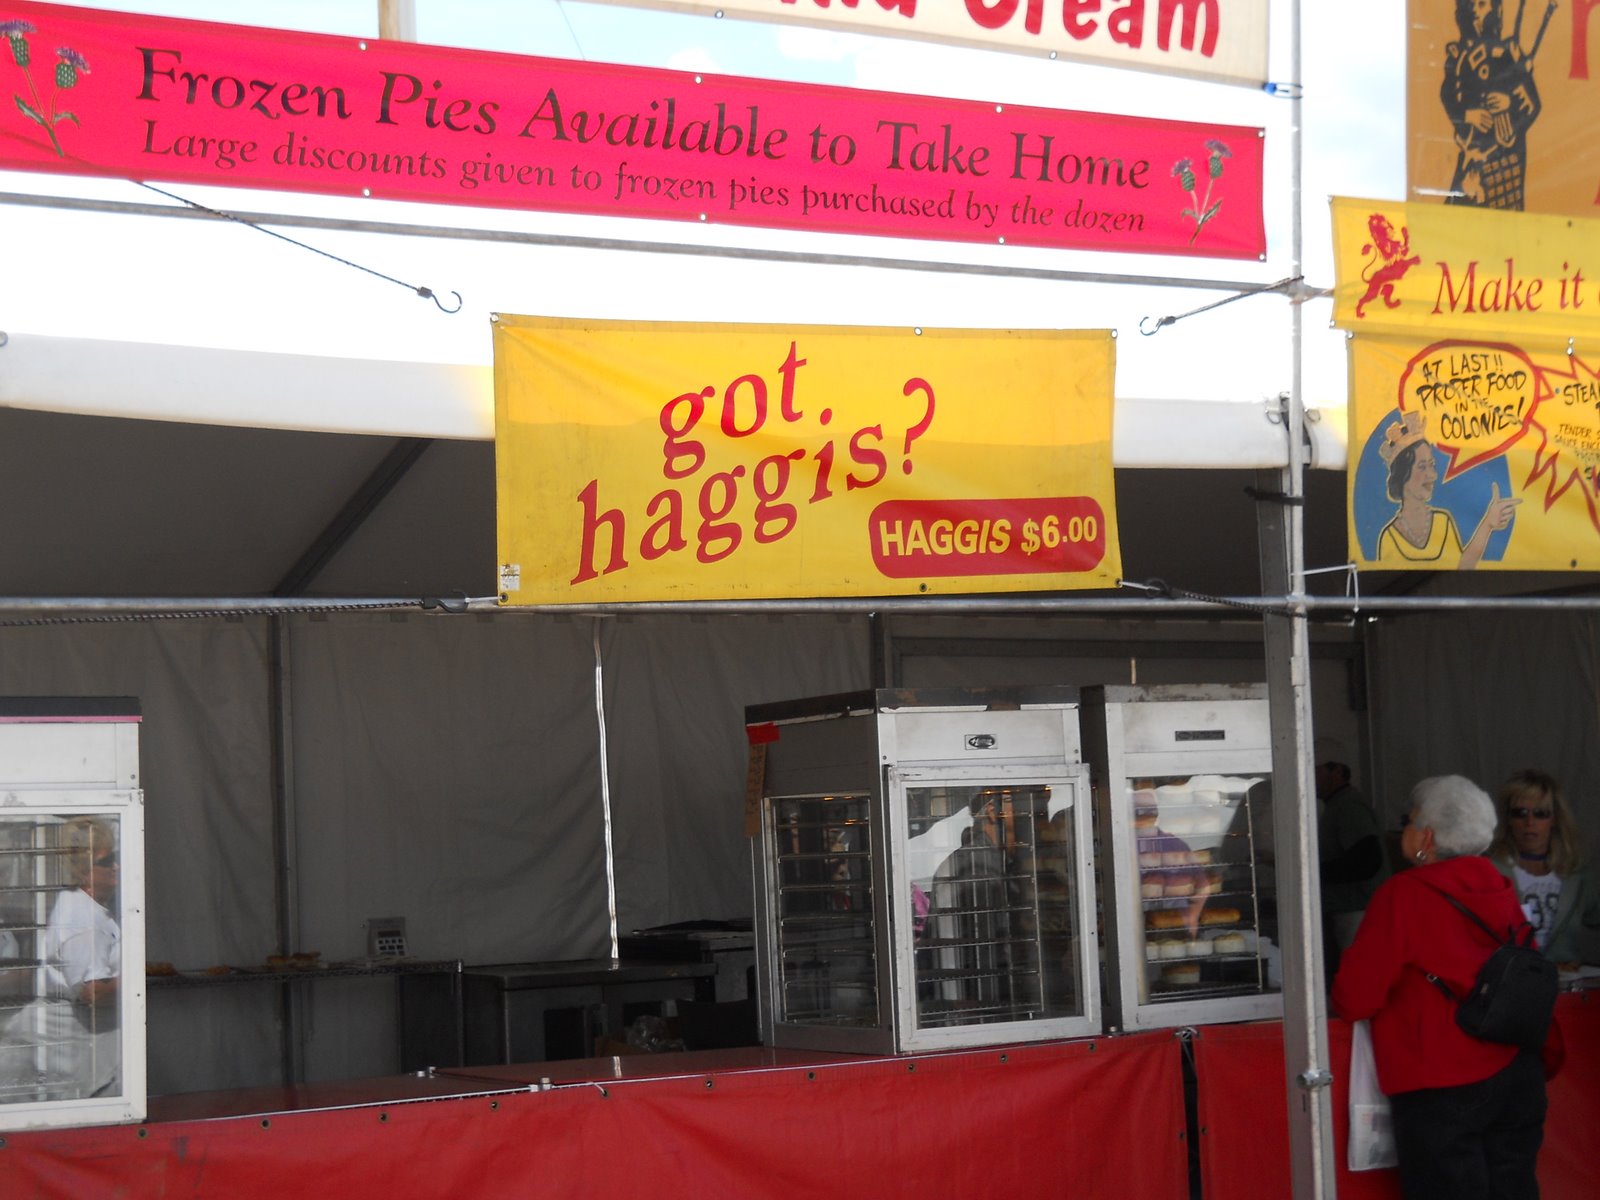 Cream
Frozen Pies Available to Take Home
Large discounts given to frozen pies purchased by the dozen
got
haggis?
HAGGIS $6.00
Make it
AT LAST!!
PROPER FOOD
IN THE
COLONIES!
TENDER